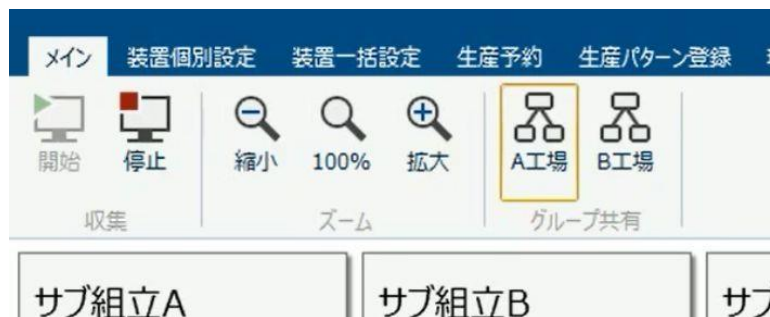 メイン 装置個別設定 装置一括設定 生産予約 生産パターン登録
開始 停止 縮小 100% 拡大 A工場 B工場
収集 ズーム グループ共有
サブ組立A サブ組立B サブ